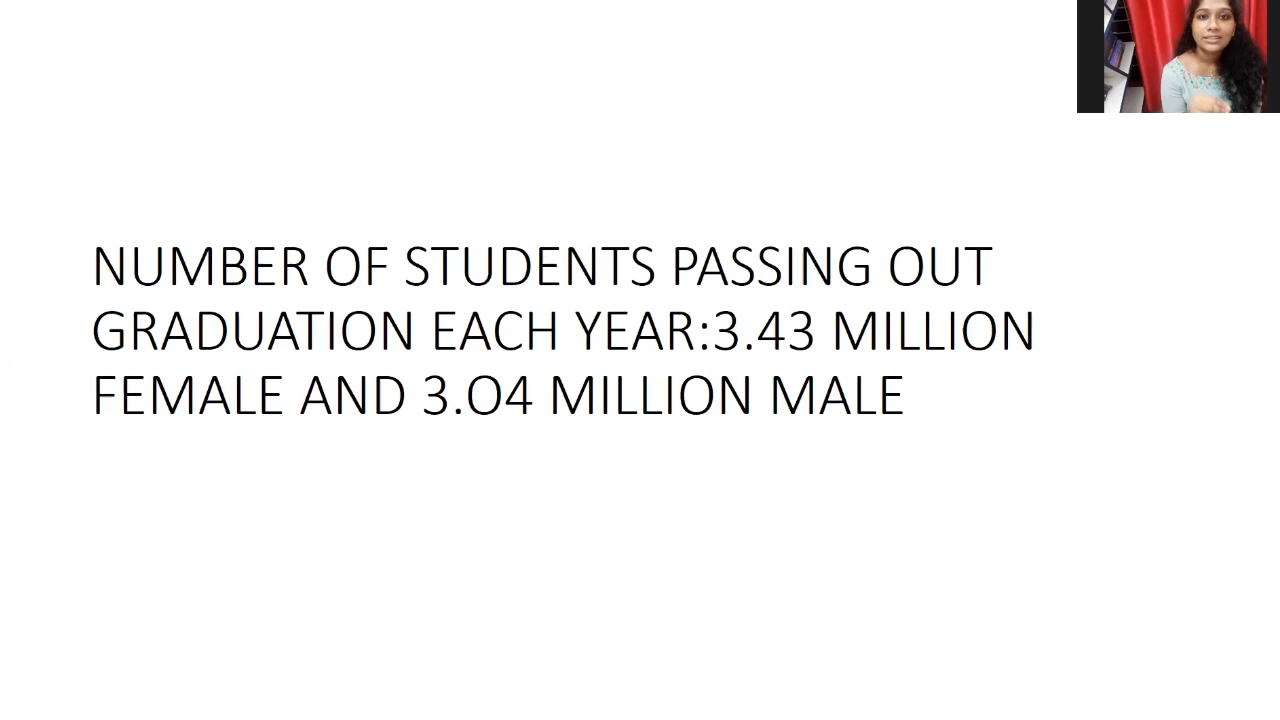 NUMBER OF STUDENTS PASSING OUT
GRADUATION EACH YEAR:3.43 MILLION
FEMALE AND 3.O4 MILLION MALE